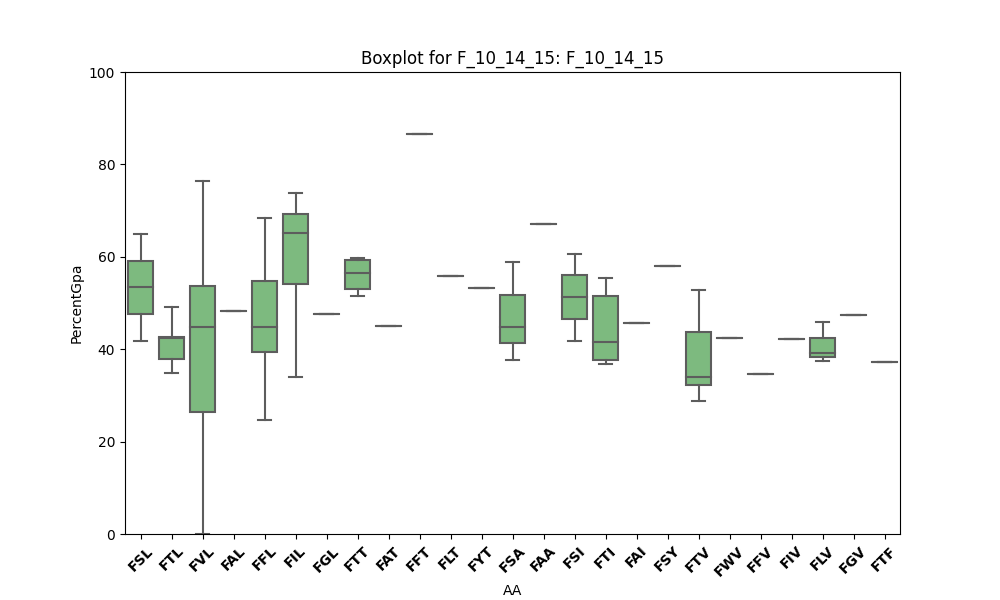 Boxplot for F_10_14_15: F_10_14_15
100
80
60
40
20
0
PercentGpa
FSL FTL FVL FAL FFL FIL FGL FTT FAT FFT FLT FYT FSA FAA FSI FTI FAI FSY FTV FWV FFV FIV FLV FGV FTF
AA